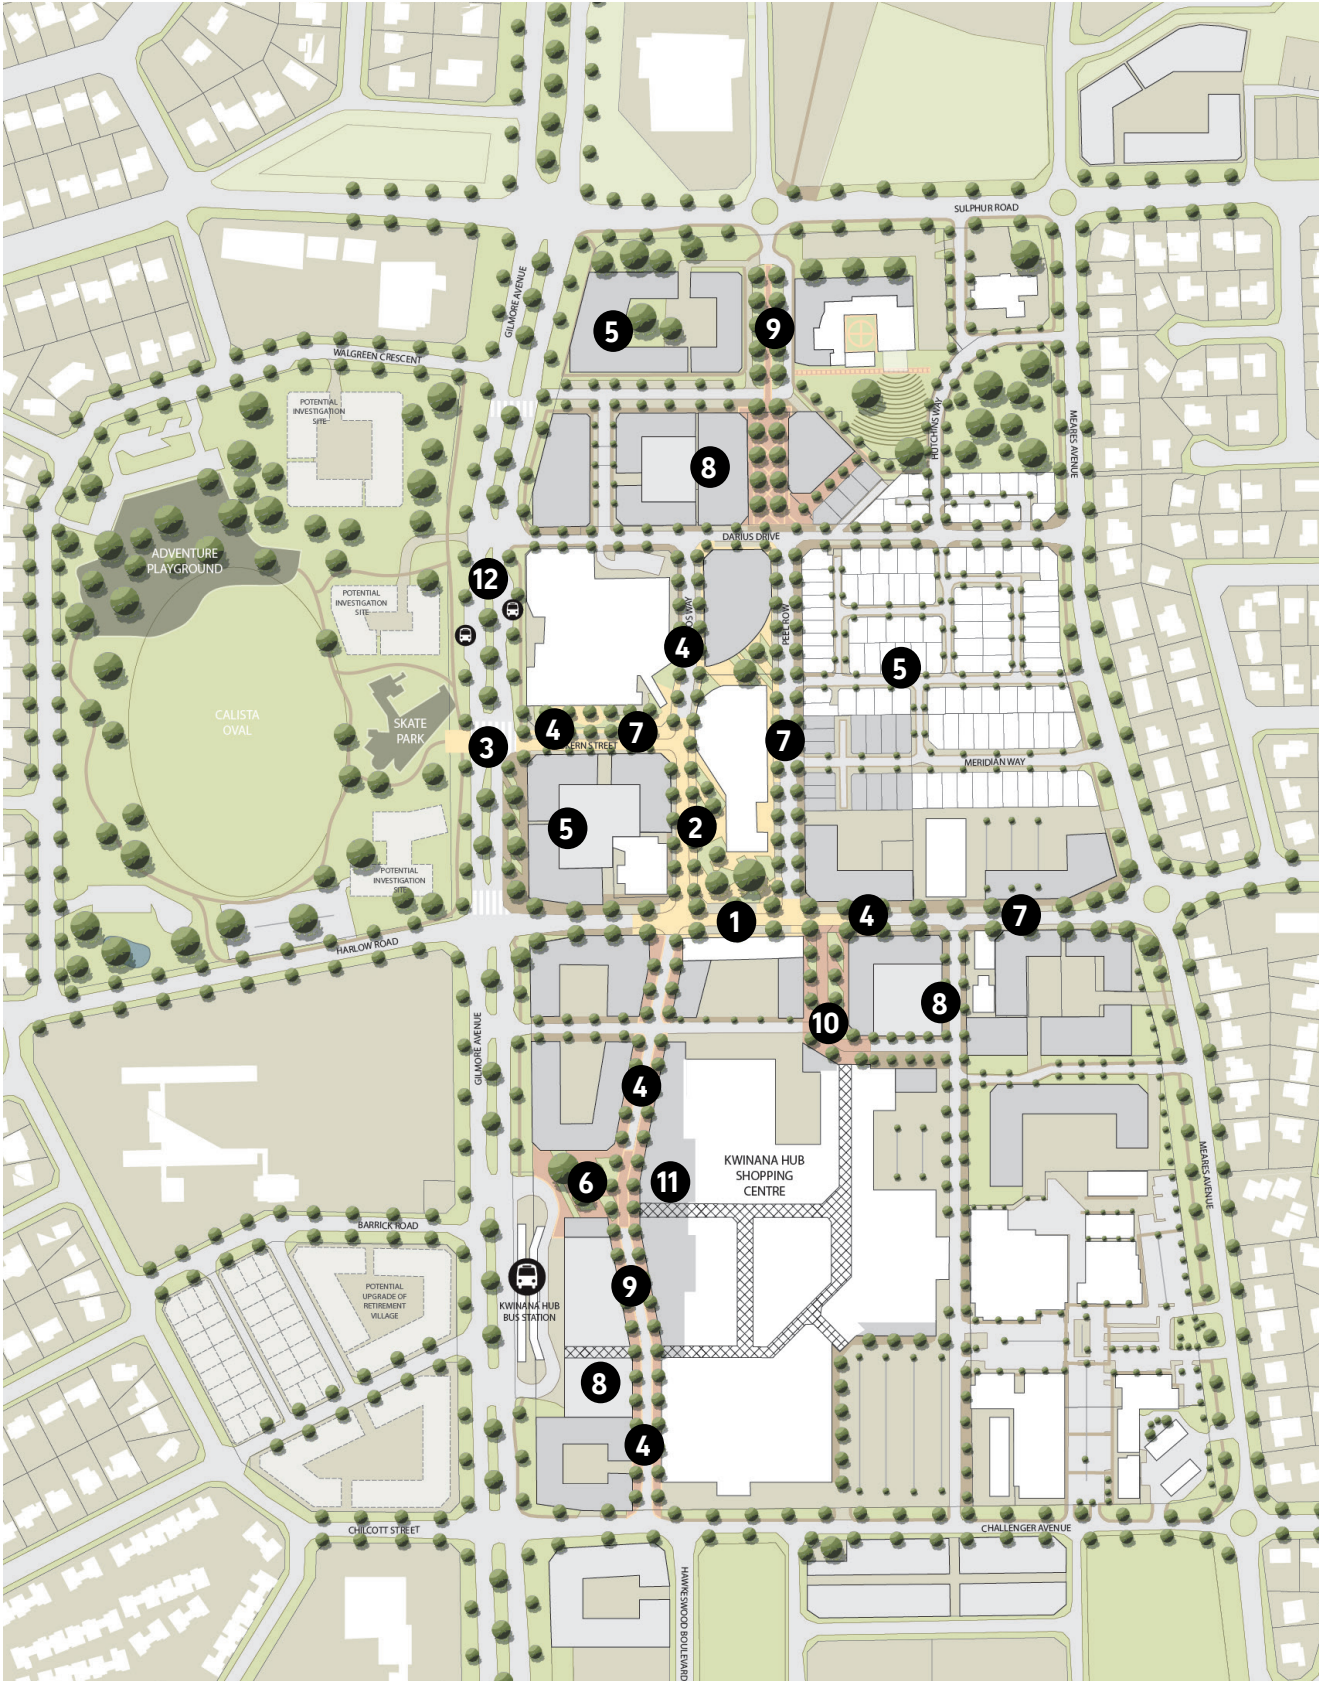 SULPHUR ROAD
GILMORE AVENUE
5
9
WALGREEN CRESCENT
POTENTIAL
INVESTIGATION
SITE
HUTCHINS WAY
MEARES AVENUE
8
DARIUS DRIVE
ADVENTURE
PLAYGROUND
12
POTENTIAL
INVESTIGATION
SITE
PEEL ROW
4
5
CALISTA
OVAL
SKATE
PARK
3
4
7
7
MERIDIAN WAY
5
2
POTENTIAL
INVESTIGATION
SITE
1
4
7
HARLOW ROAD
8
10
GILMORE AVENUE
4
KWINANA HUB
SHOPPING
CENTRE
6
11
MEARES AVENUE
BARRICK ROAD
POTENTIAL
UPGRADE OF
RETIREMENT
VILLAGE
KWINANA HUB
BUS STATION
9
8
4
CHILCOTT STREET
CHALLENGER AVENUE
HAWKESWOOD BOULEVARD